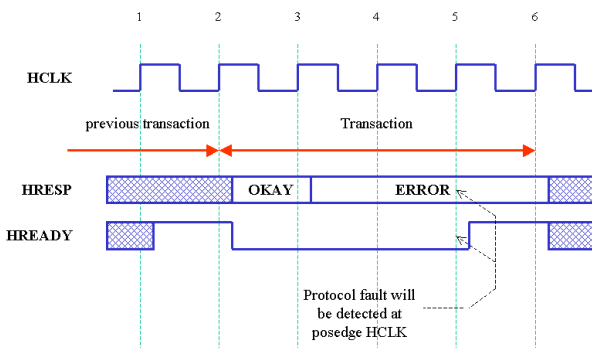 1 2 3 4 5 6
HCLK
previous transaction Transaction
HRESP OKAY ERROR
HREADY
Protocol fault will
be detected at
posedge HCLK